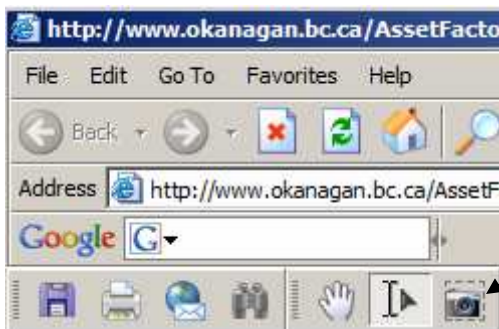 http://www.okanagan.bc.ca/AssetFacto
File Edit Go To Favorites Help
Back
Address http://www.okanagan.bc.ca/AssetF
Google G